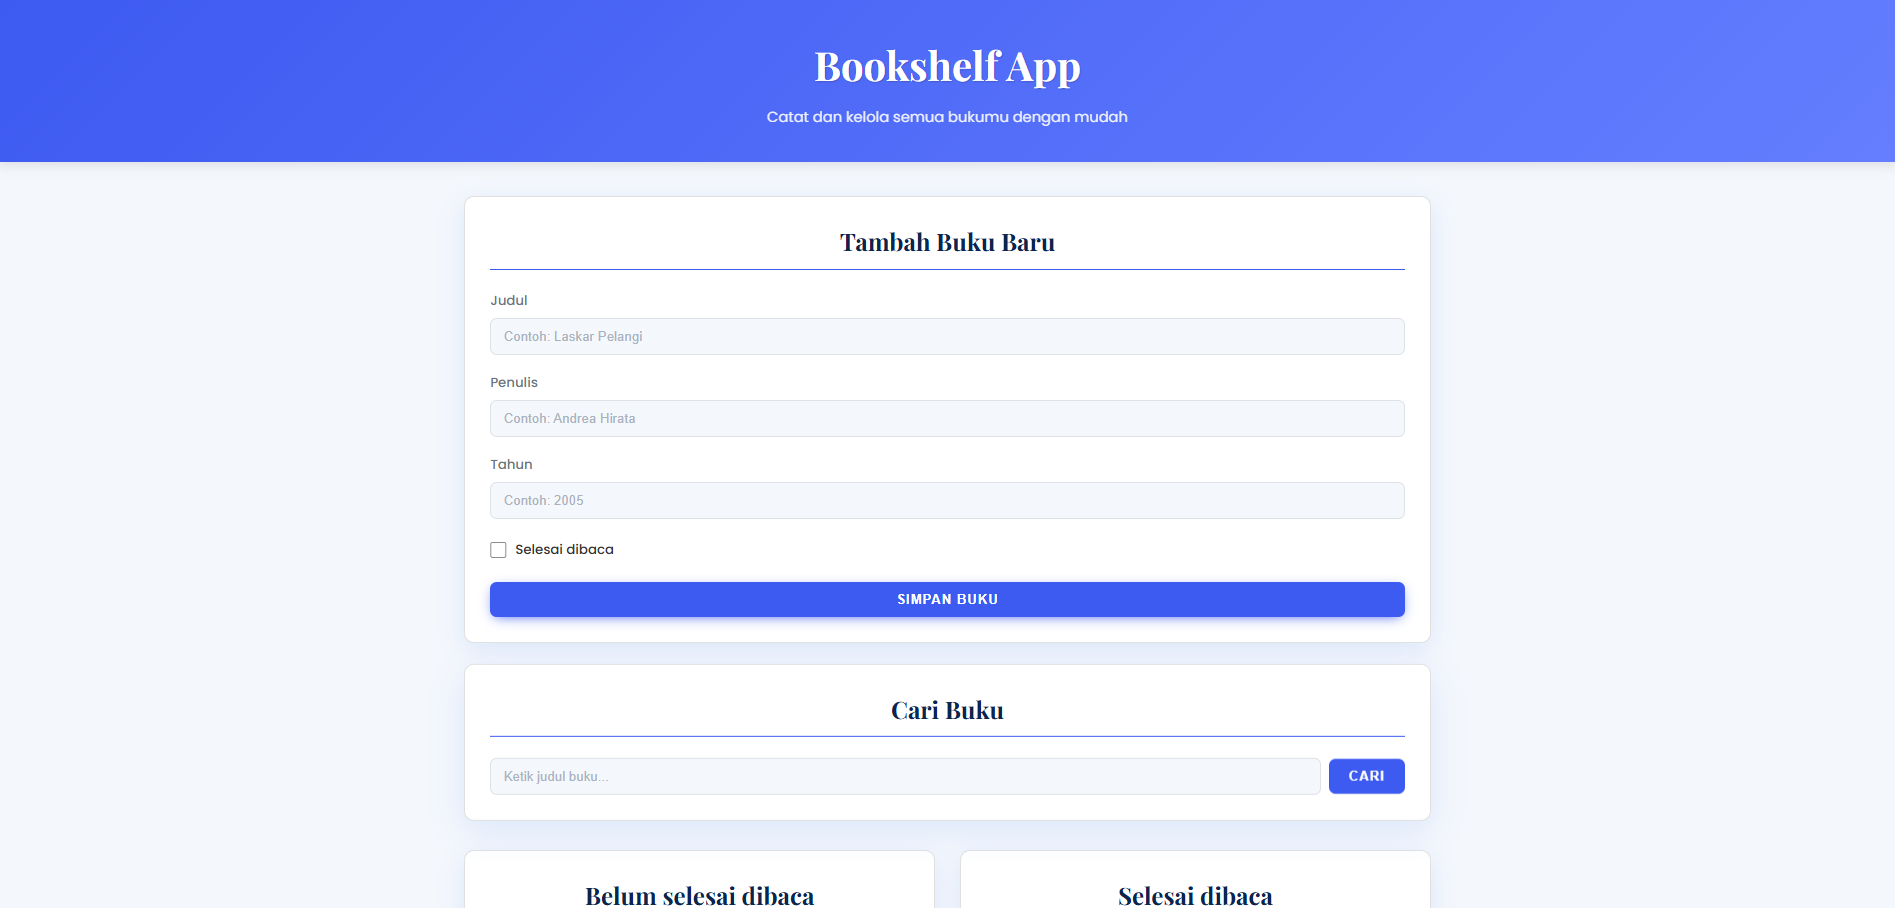 Bookshelf App
Catat dan kelola semua bukumu dengan mudah
Tambah Buku Baru
Judul
Contoh: Laskar Pelangi
Penulis
Contoh: Andrea Hirata
Tahun
Contoh: 2005
Selesai dibaca
SIMPAN BUKU
Cari Buku
Ketik judul buku...
CARI
Belum selesai dibaca
Selesai dibaca